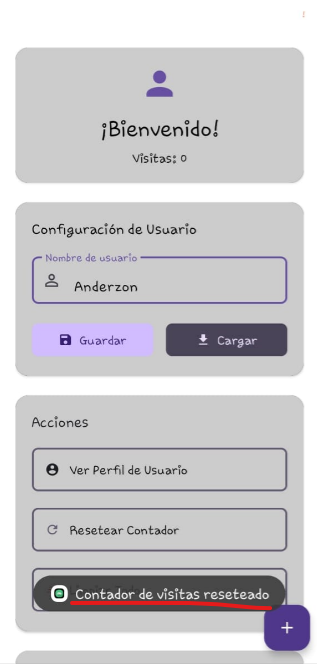 ¡Bienvenido!
Visitas: 0
Configuración de Usuario
Nombre de usuario
Anderzon
Guardar
Cargar
Acciones
Ver Perfil de Usuario
Resetear Contador
Contador de visitas reseteado
+